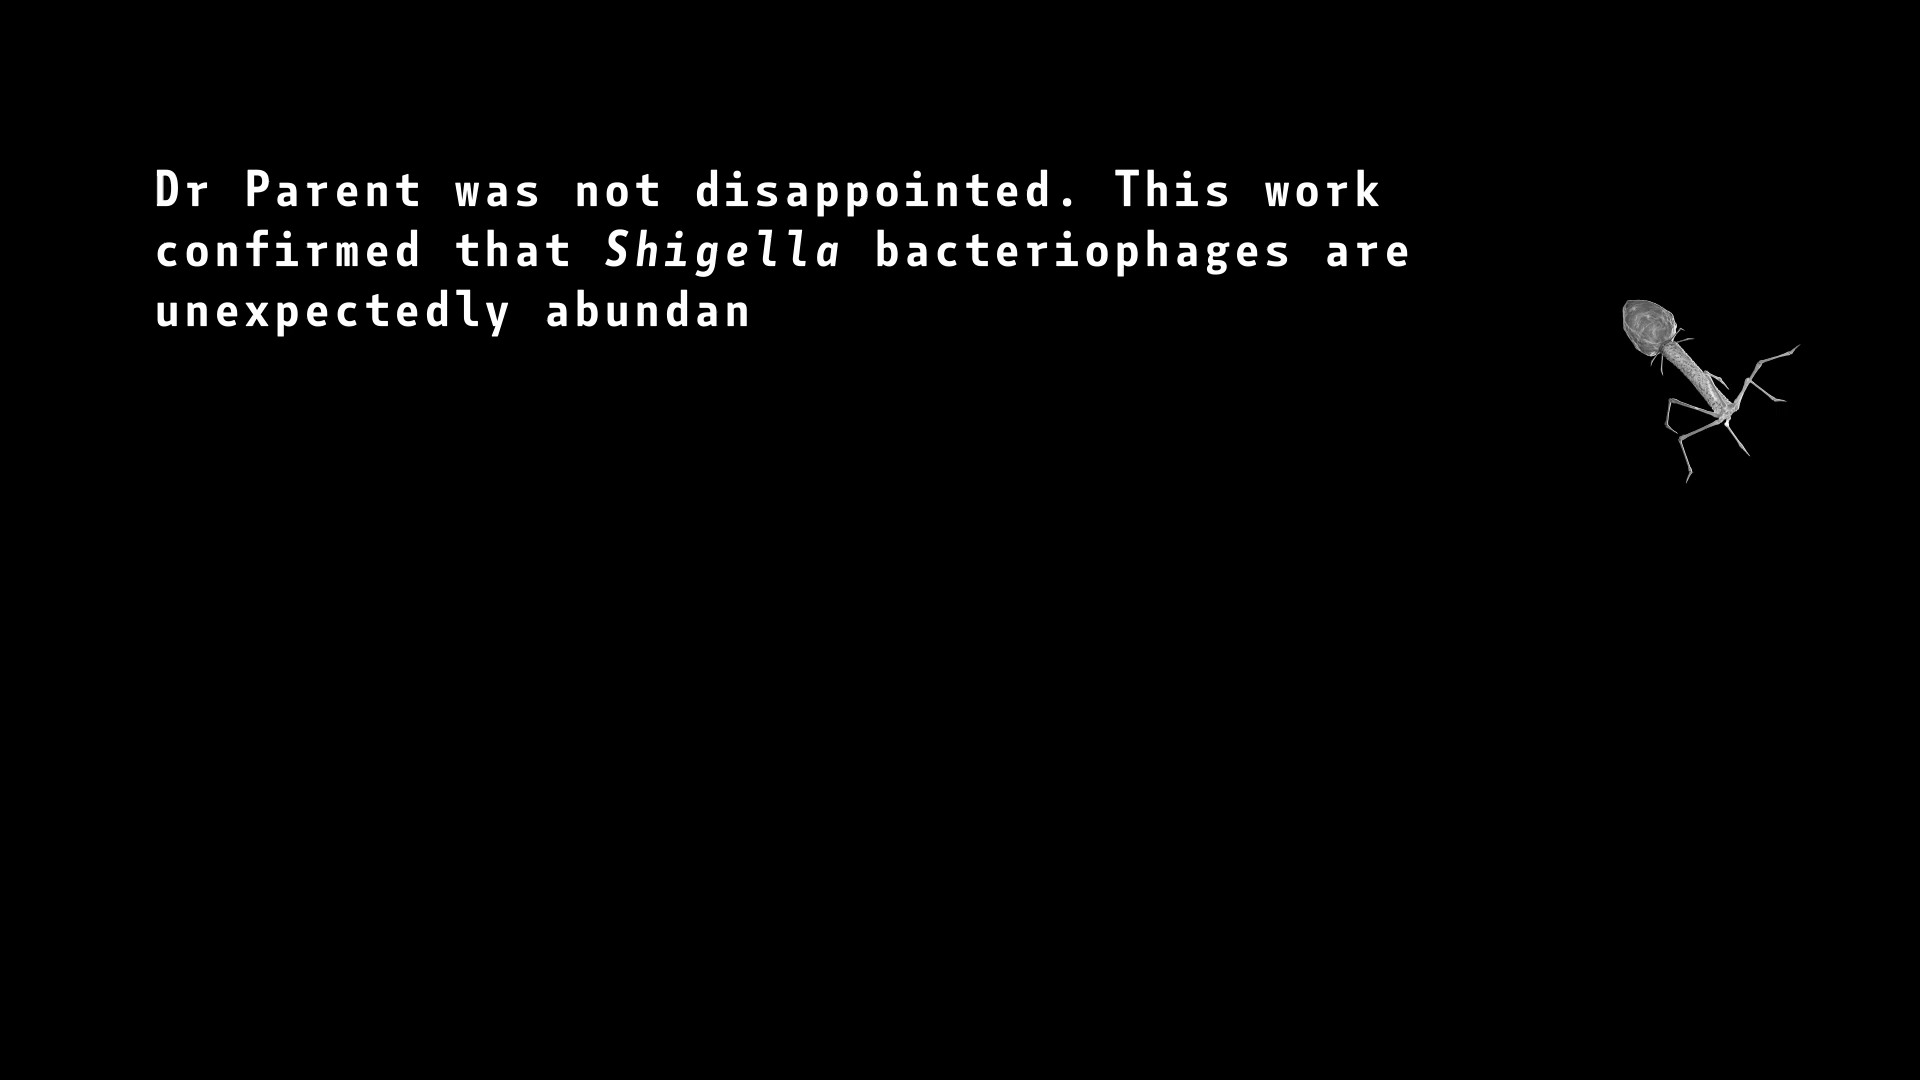 Dr Parent was not disappointed. This work
confirmed that Shigella bacteriophages are
unexpectedly abundan